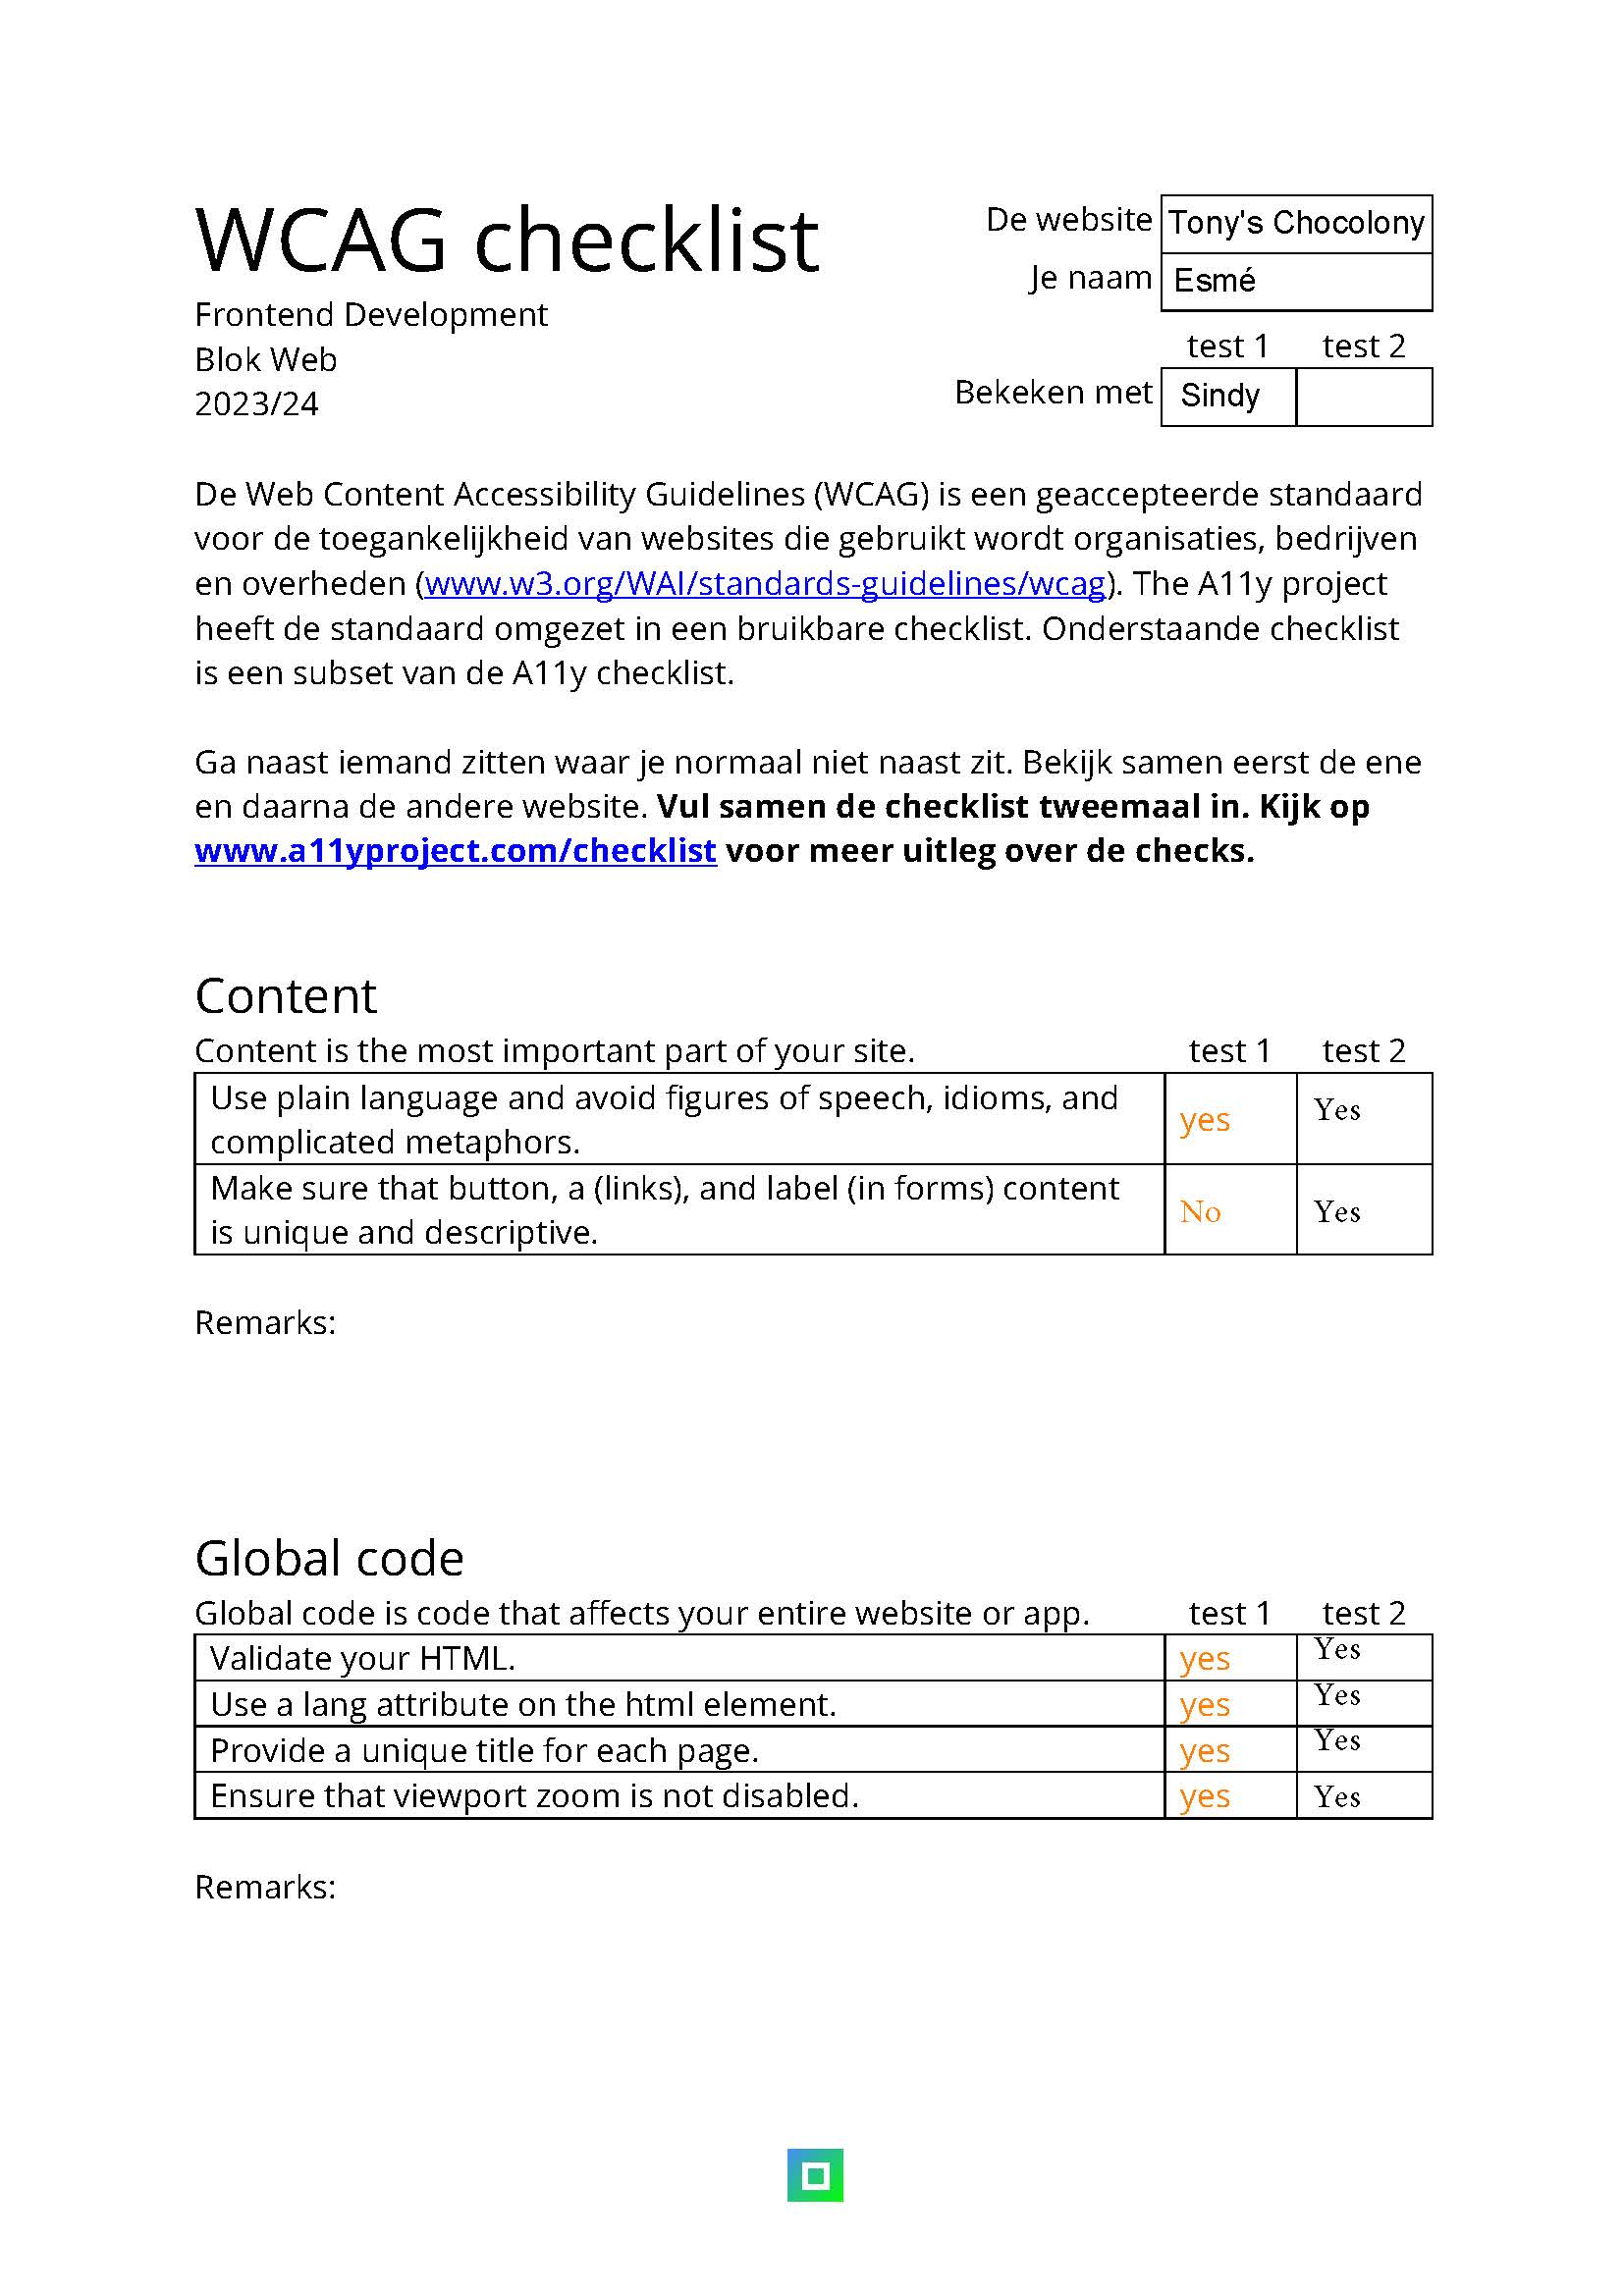 WCAG checklist
Frontend Development
Blok Web
2023/24
De website Tony's Chocolony
Je naam Esmé
test 1 test 2
Bekeken met Sindy
De Web Content Accessibility Guidelines (WCAG) is een geaccepteerde standaard
voor de toegankelijkheid van websites die gebruikt wordt organisaties, bedrijven
en overheden (www.w3.org/WAI/standards-guidelines/wcag). The A11y project
heeft de standaard omgezet in een bruikbare checklist. Onderstaande checklist
is een subset van de A11y checklist.
Ga naast iemand zitten waar je normaal niet naast zit. Bekijk samen eerst de ene
en daarna de andere website. Vul samen de checklist tweemaal in. Kijk op
www.a11yproject.com/checklist voor meer uitleg over de checks.
Content
Content is the most important part of your site. test 1 test 2
Use plain language and avoid figures of speech, idioms, and
complicated metaphors. yes Yes
Make sure that button, a (links), and label (in forms) content
is unique and descriptive. No Yes
Remarks:
Global code
Global code is code that affects your entire website or app. test 1 test 2
Validate your HTML. yes Yes
Use a lang attribute on the html element. yes Yes
Provide a unique title for each page. yes Yes
Ensure that viewport zoom is not disabled. yes Yes
Remarks: